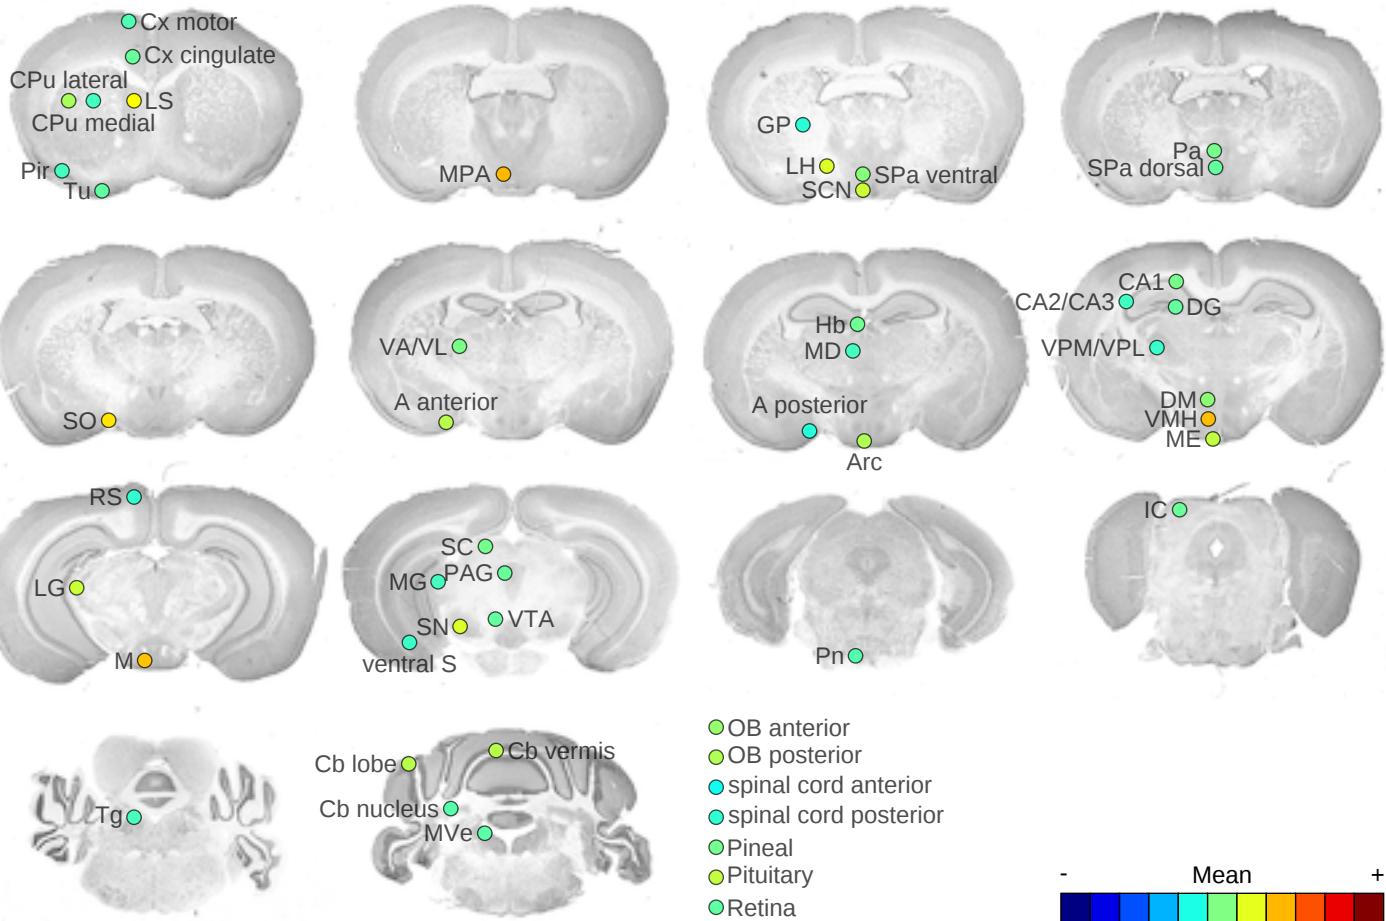 Cx motor
Cx cingulate
CPu lateral
LS
CPu medial
Pir
Tu
MPA
GP
LH
SPa ventral
SCN
Pa
SPa dorsal
SO
VA/VL
A anterior
Hb
MD
A posterior
Arc
CA1
CA2/CA3
DG
VPM/VPL
DM
VMH
ME
RS
LG
M
SC
PAG
MG
VTA
SN
ventral S
Pn
IC
Tg
Cb lobe
Cb vermis
Cb nucleus
MVe
OB anterior
OB posterior
spinal cord anterior
spinal cord posterior
Pineal
Pituitary
Retina
- Mean +